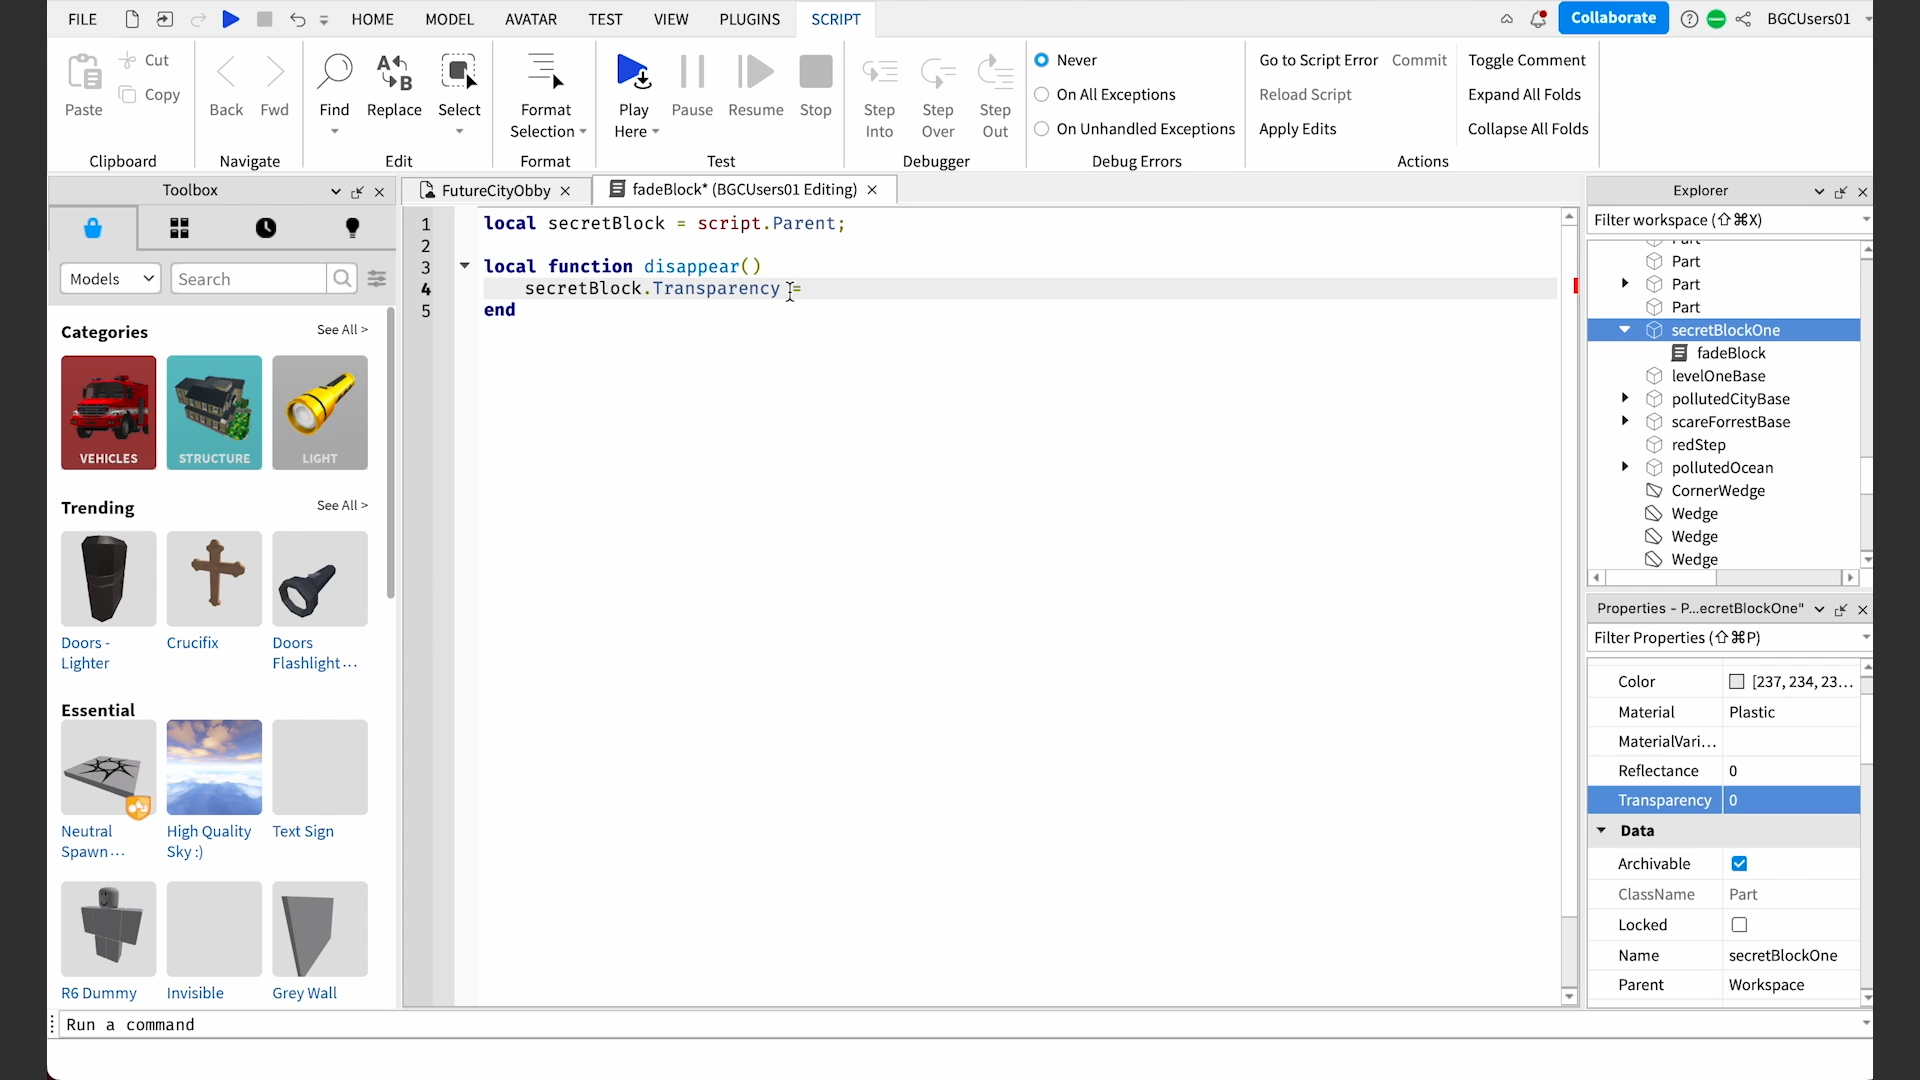 FILE HOME MODEL AVATAR TEST VIEW PLUGINS SCRIPT Collaborate BGCUsers01
Paste Cut Copy Clipboard
Back Fwd Navigate
Find Replace Select Edit
Format Selection Format
Play Here Pause Resume Stop Test
Step Into Step Over Step Out Debugger
Never
On All Exceptions
On Unhandled Exceptions
Debug Errors
Go to Script Error Commit Toggle Comment
Reload Script Expand All Folds
Apply Edits Collapse All Folds
Actions
Toolbox
Models Search
Categories See All >
VEHICLES STRUCTURE LIGHT
Trending See All >
Doors - Lighter
Crucifix
Doors Flashlight...
Essential
Neutral Spawn...
High Quality Sky :)
Text Sign
R6 Dummy Invisible Grey Wall
FutureCityObby fadeBlock* (BGCUsers01 Editing)
1 local secretBlock = script.Parent;
2
3 local function disappear()
4 secretBlock.Transparency =
5 end
Explorer
Filter workspace (⇧⌘X)
Part
Part
Part
Part
secretBlockOne
fadeBlock
levelOneBase
pollutedCityBase
scareForrestBase
redStep
pollutedOcean
CornerWedge
Wedge
Wedge
Wedge
Properties - P...ecretBlockOne"
Filter Properties (⇧⌘P)
Color [237, 234, 23...
Material Plastic
MaterialVari...
Reflectance 0
Transparency 0
Data
Archivable
ClassName Part
Locked
Name secretBlockOne
Parent Workspace
Run a command